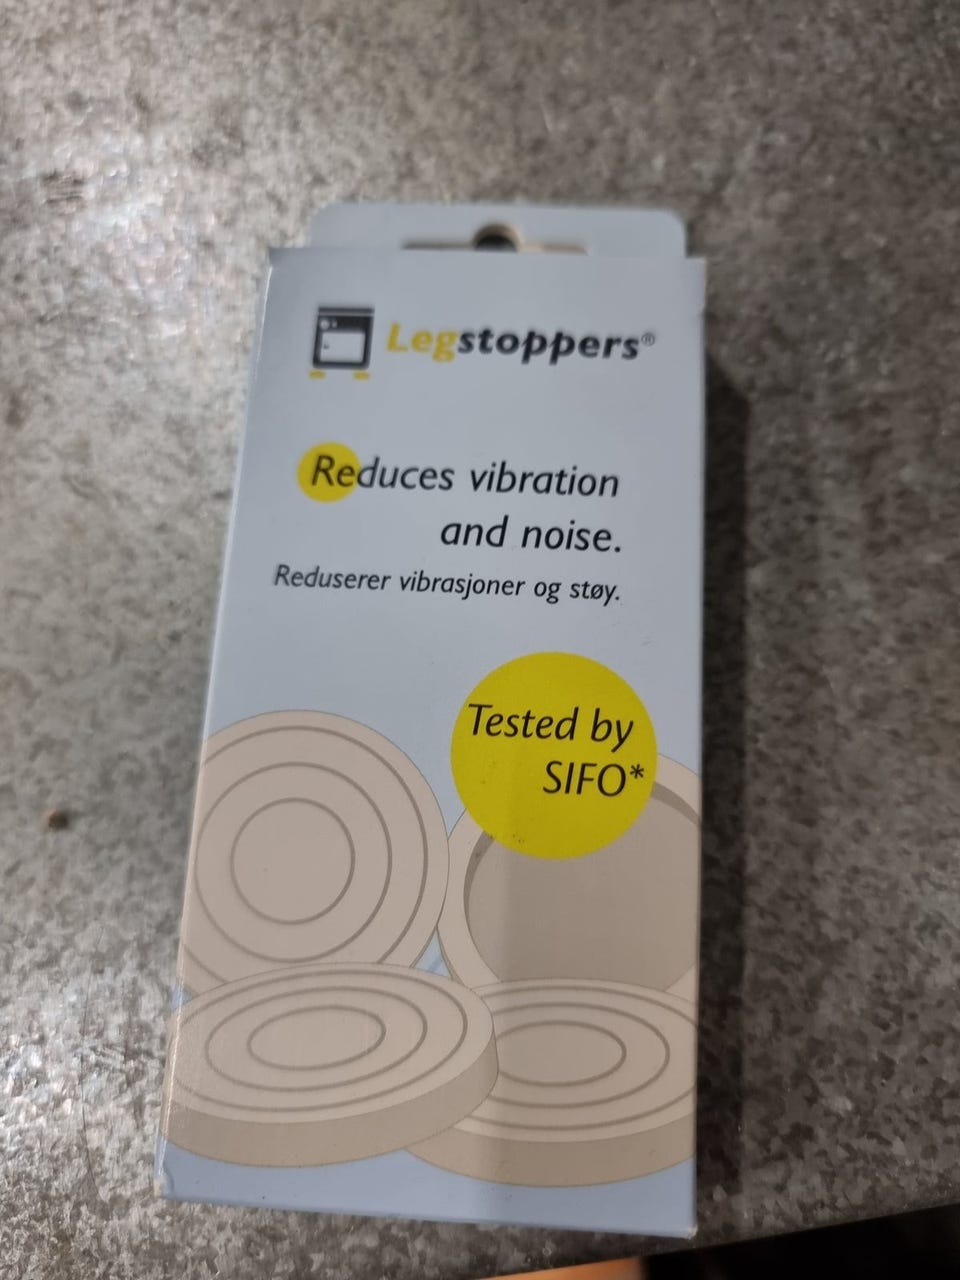 Legstoppers®
Reduces vibration
and noise.
Reduserer vibrasjoner og støy.
Tested by
SIFO*